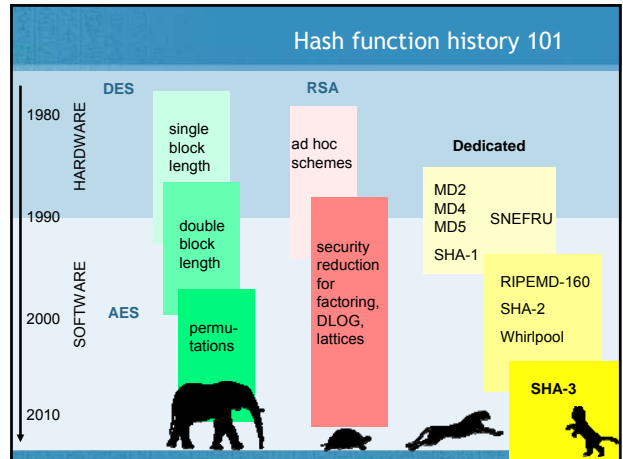 Hash function history 101
DES
RSA
1980
HARDWARE
single
block
length
ad hoc
schemes
Dedicated
MD2
MD4
MD5
SHA-1
SNEFRU
1990
double
block
length
security
reduction
for
factoring,
DLOG,
lattices
RIPEMD-160
SHA-2
Whirlpool
SOFTWARE
AES
2000
permu-
tations
SHA-3
2010